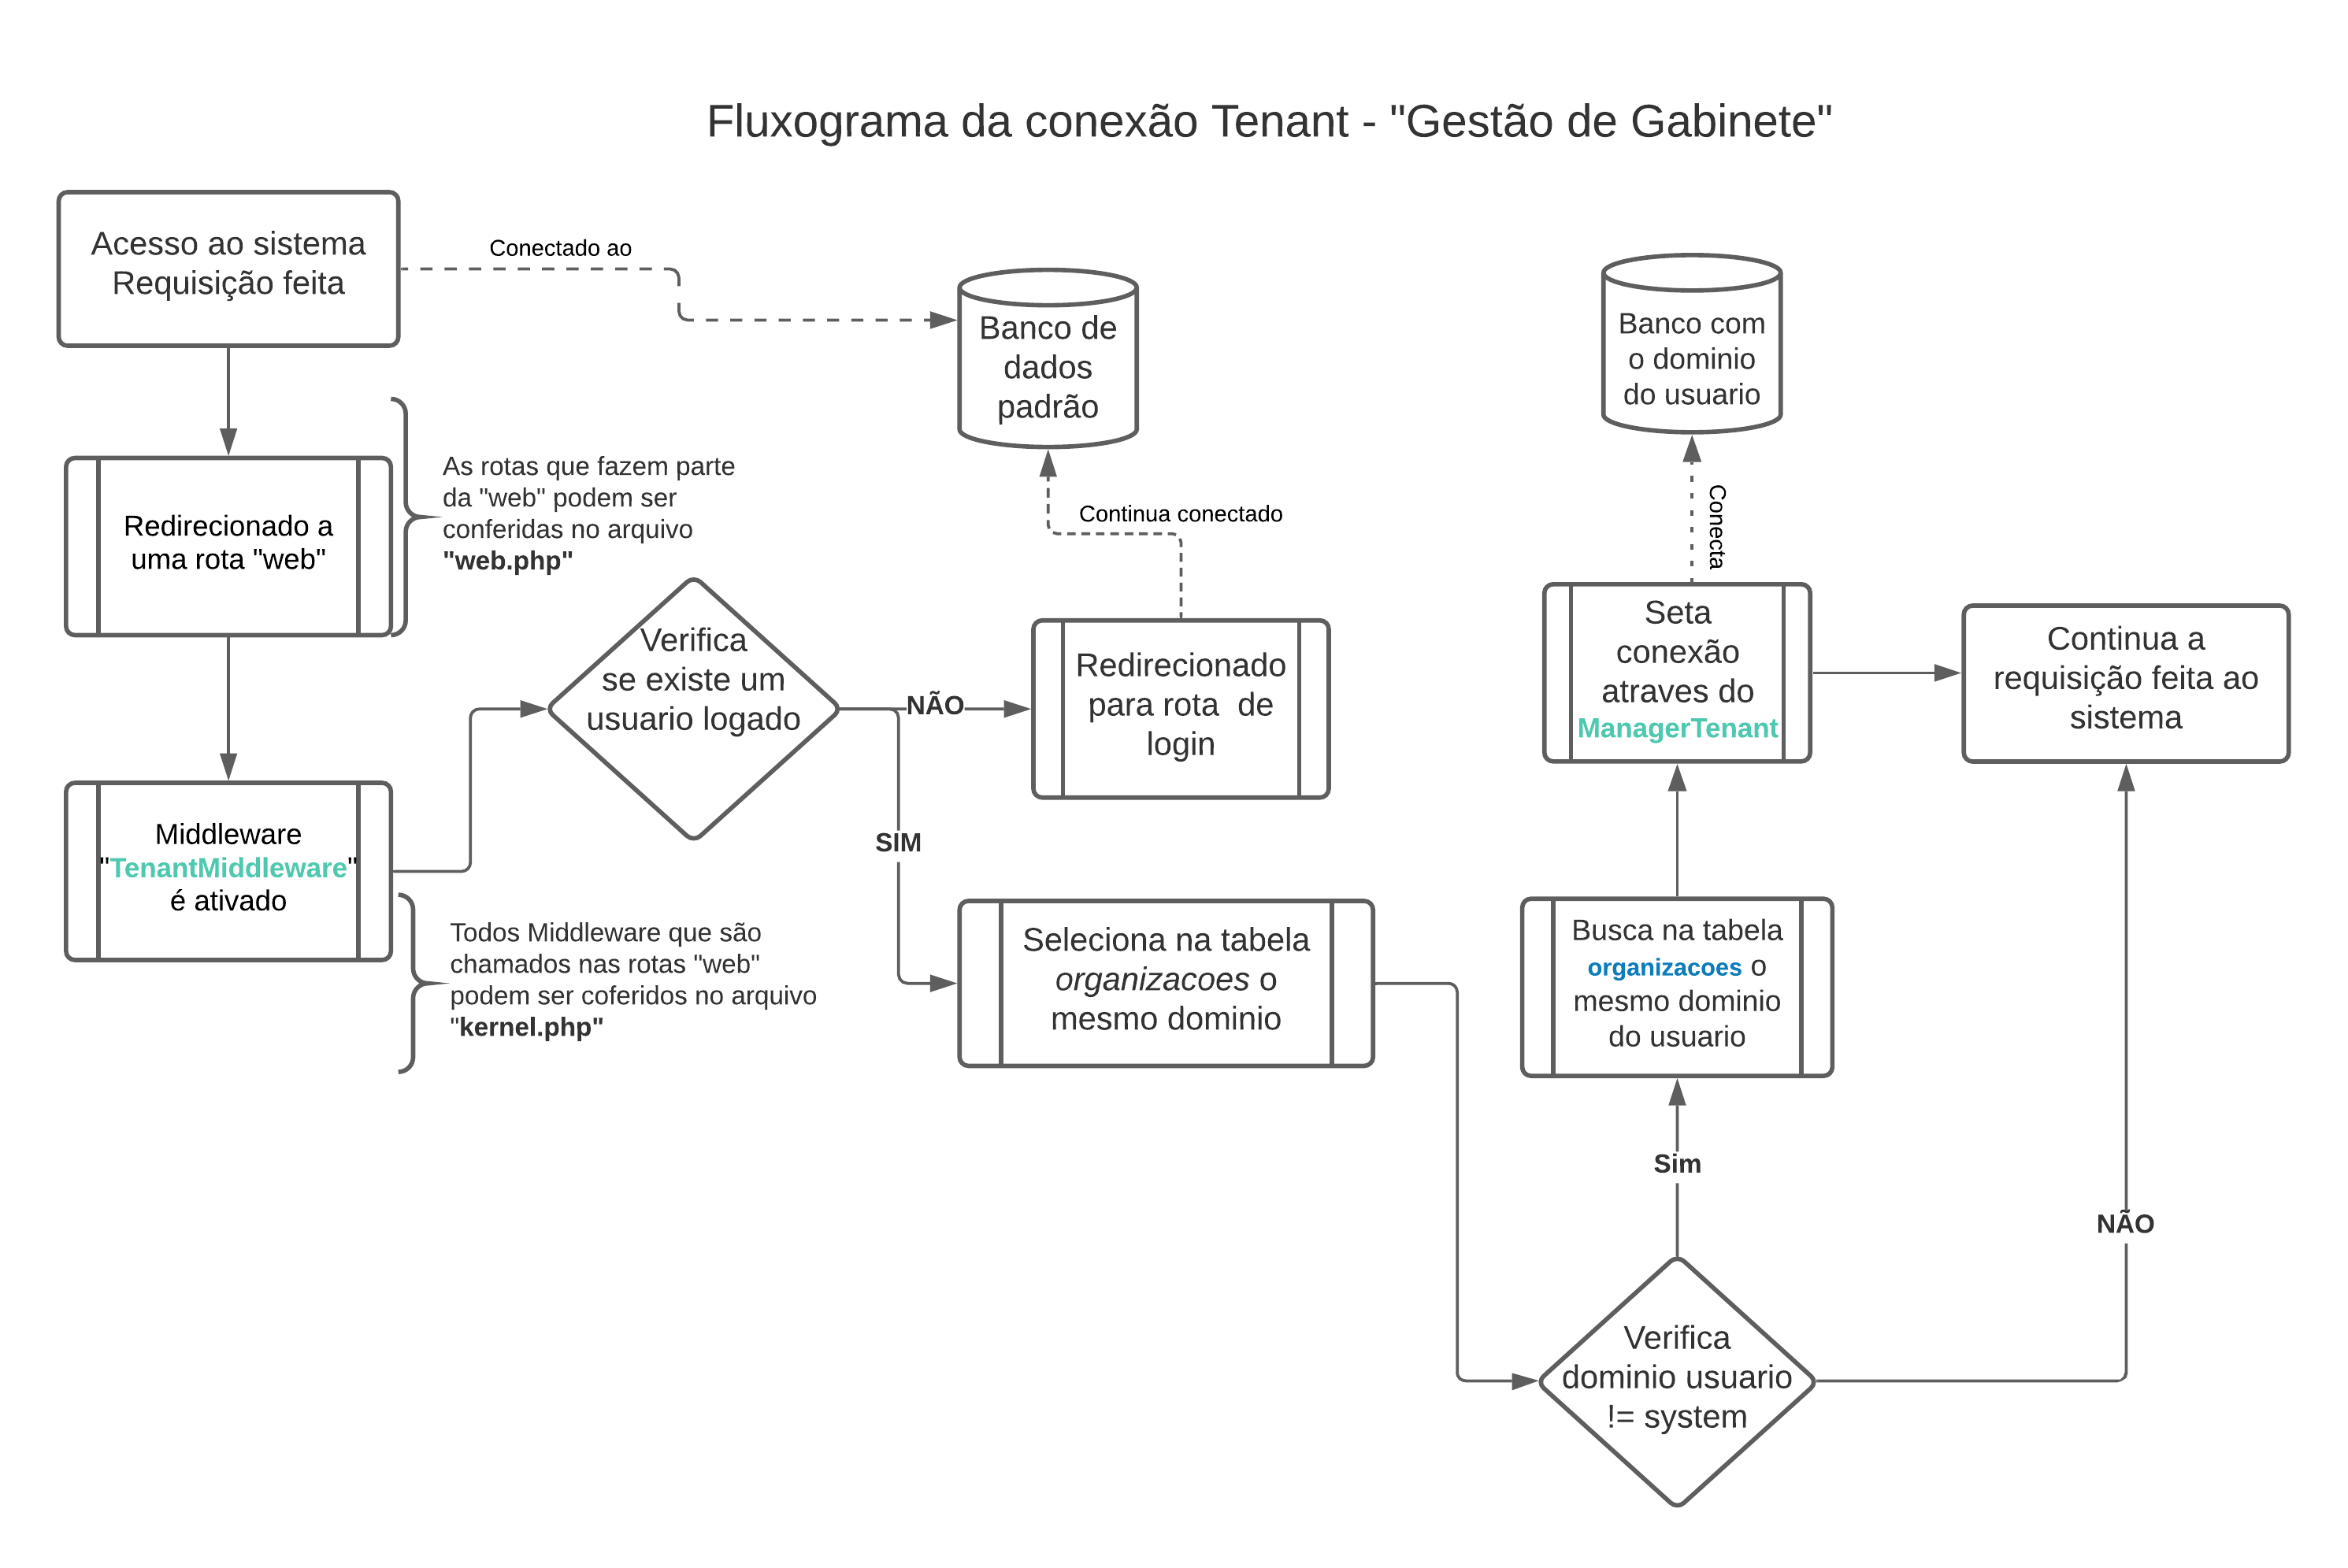 Fluxograma da conexão Tenant - "Gestão de Gabinete"
Acesso ao sistema
Requisição feita
Conectado ao
Banco de
dados
padrão
Banco com
o dominio
do usuario
Redirecionado a
uma rota "web"
As rotas que fazem parte
da "web" podem ser
conferidas no arquivo
"web.php"
Continua conectado
Conecta
Verifica
se existe um
usuario logado
NÃO
Redirecionado
para rota de
login
Seta
conexão
atraves do
ManagerTenant
Continua a
requisição feita ao
sistema
Middleware
"TenantMiddleware"
é ativado
SIM
Todos Middleware que são
chamados nas rotas "web"
podem ser coferidos no arquivo
"kernel.php"
Seleciona na tabela
organizacoes o
mesmo dominio
Busca na tabela
organizacoes o
mesmo dominio
do usuario
Sim
NÃO
Verifica
dominio usuario
!= system